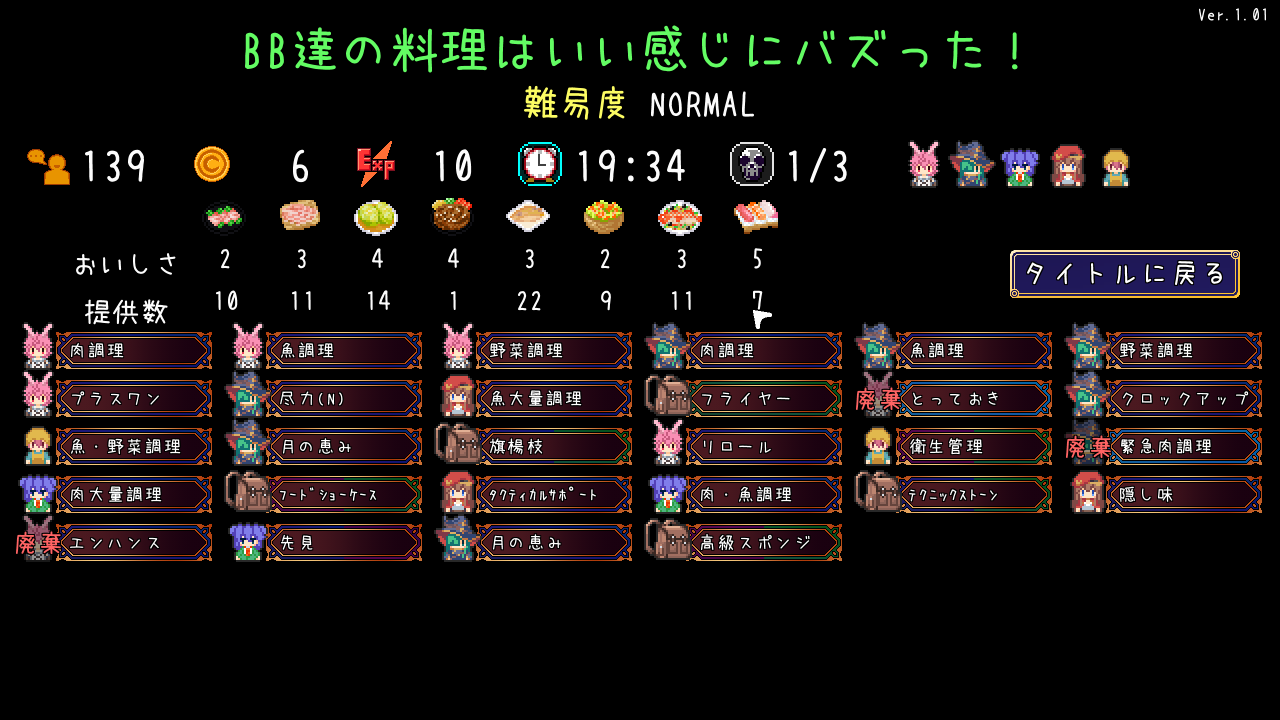 Ver.1.01
BB達の料理はいい感じにバズった！
難易度 NORMAL
139 6 Exp 10 19:34 1/3
おいしさ 2 3 4 4 3 2 3 5
提供数 10 11 14 1 22 9 11 7
タイトルに戻る
肉調理 魚調理 野菜調理 肉調理 魚調理 野菜調理
プラスワン 尽力(N) 魚大量調理 フライヤー 廃棄 とっておき クロックアップ
魚・野菜調理 月の恵み 旗楊枝 リロール 衛生管理 廃棄 緊急肉調理
肉大量調理 フードショーケース タクティカルサポート 肉・魚調理 テクニックストーン 隠し味
廃棄 エンハンス 先見 月の恵み 高級スポンジ